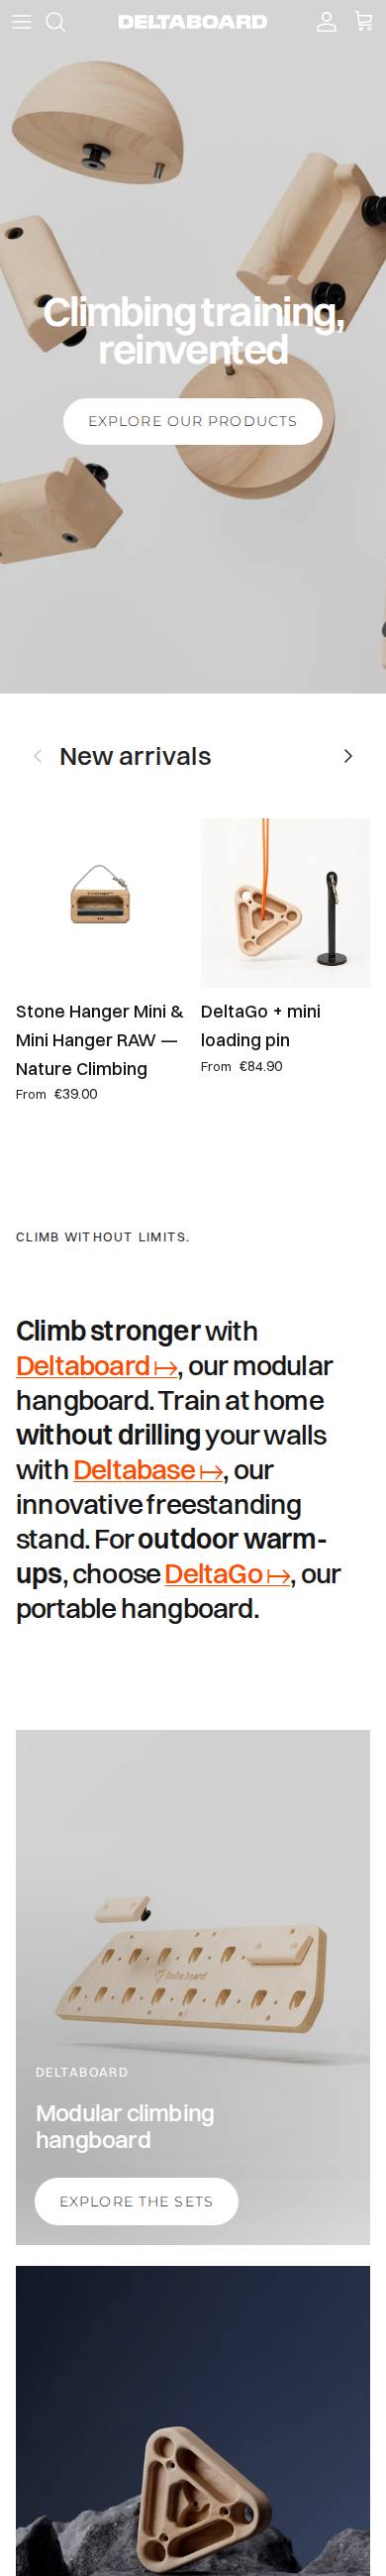 DELTABOARD
Climbing training,
reinvented
EXPLORE OUR PRODUCTS
New arrivals
Stone Hanger Mini &
Mini Hanger RAW —
Nature Climbing
From €39.00
DeltaGo + mini
loading pin
From €84.90
CLIMB WITHOUT LIMITS.
Climb stronger with
Deltaboard ↦, our modular
hangboard. Train at home
without drilling your walls
with Deltabase ↦, our
innovative freestanding
stand. For outdoor warm-
ups, choose DeltaGo ↦, our
portable hangboard.
Delta board
DELTABOARD
Modular climbing
hangboard
EXPLORE THE SETS